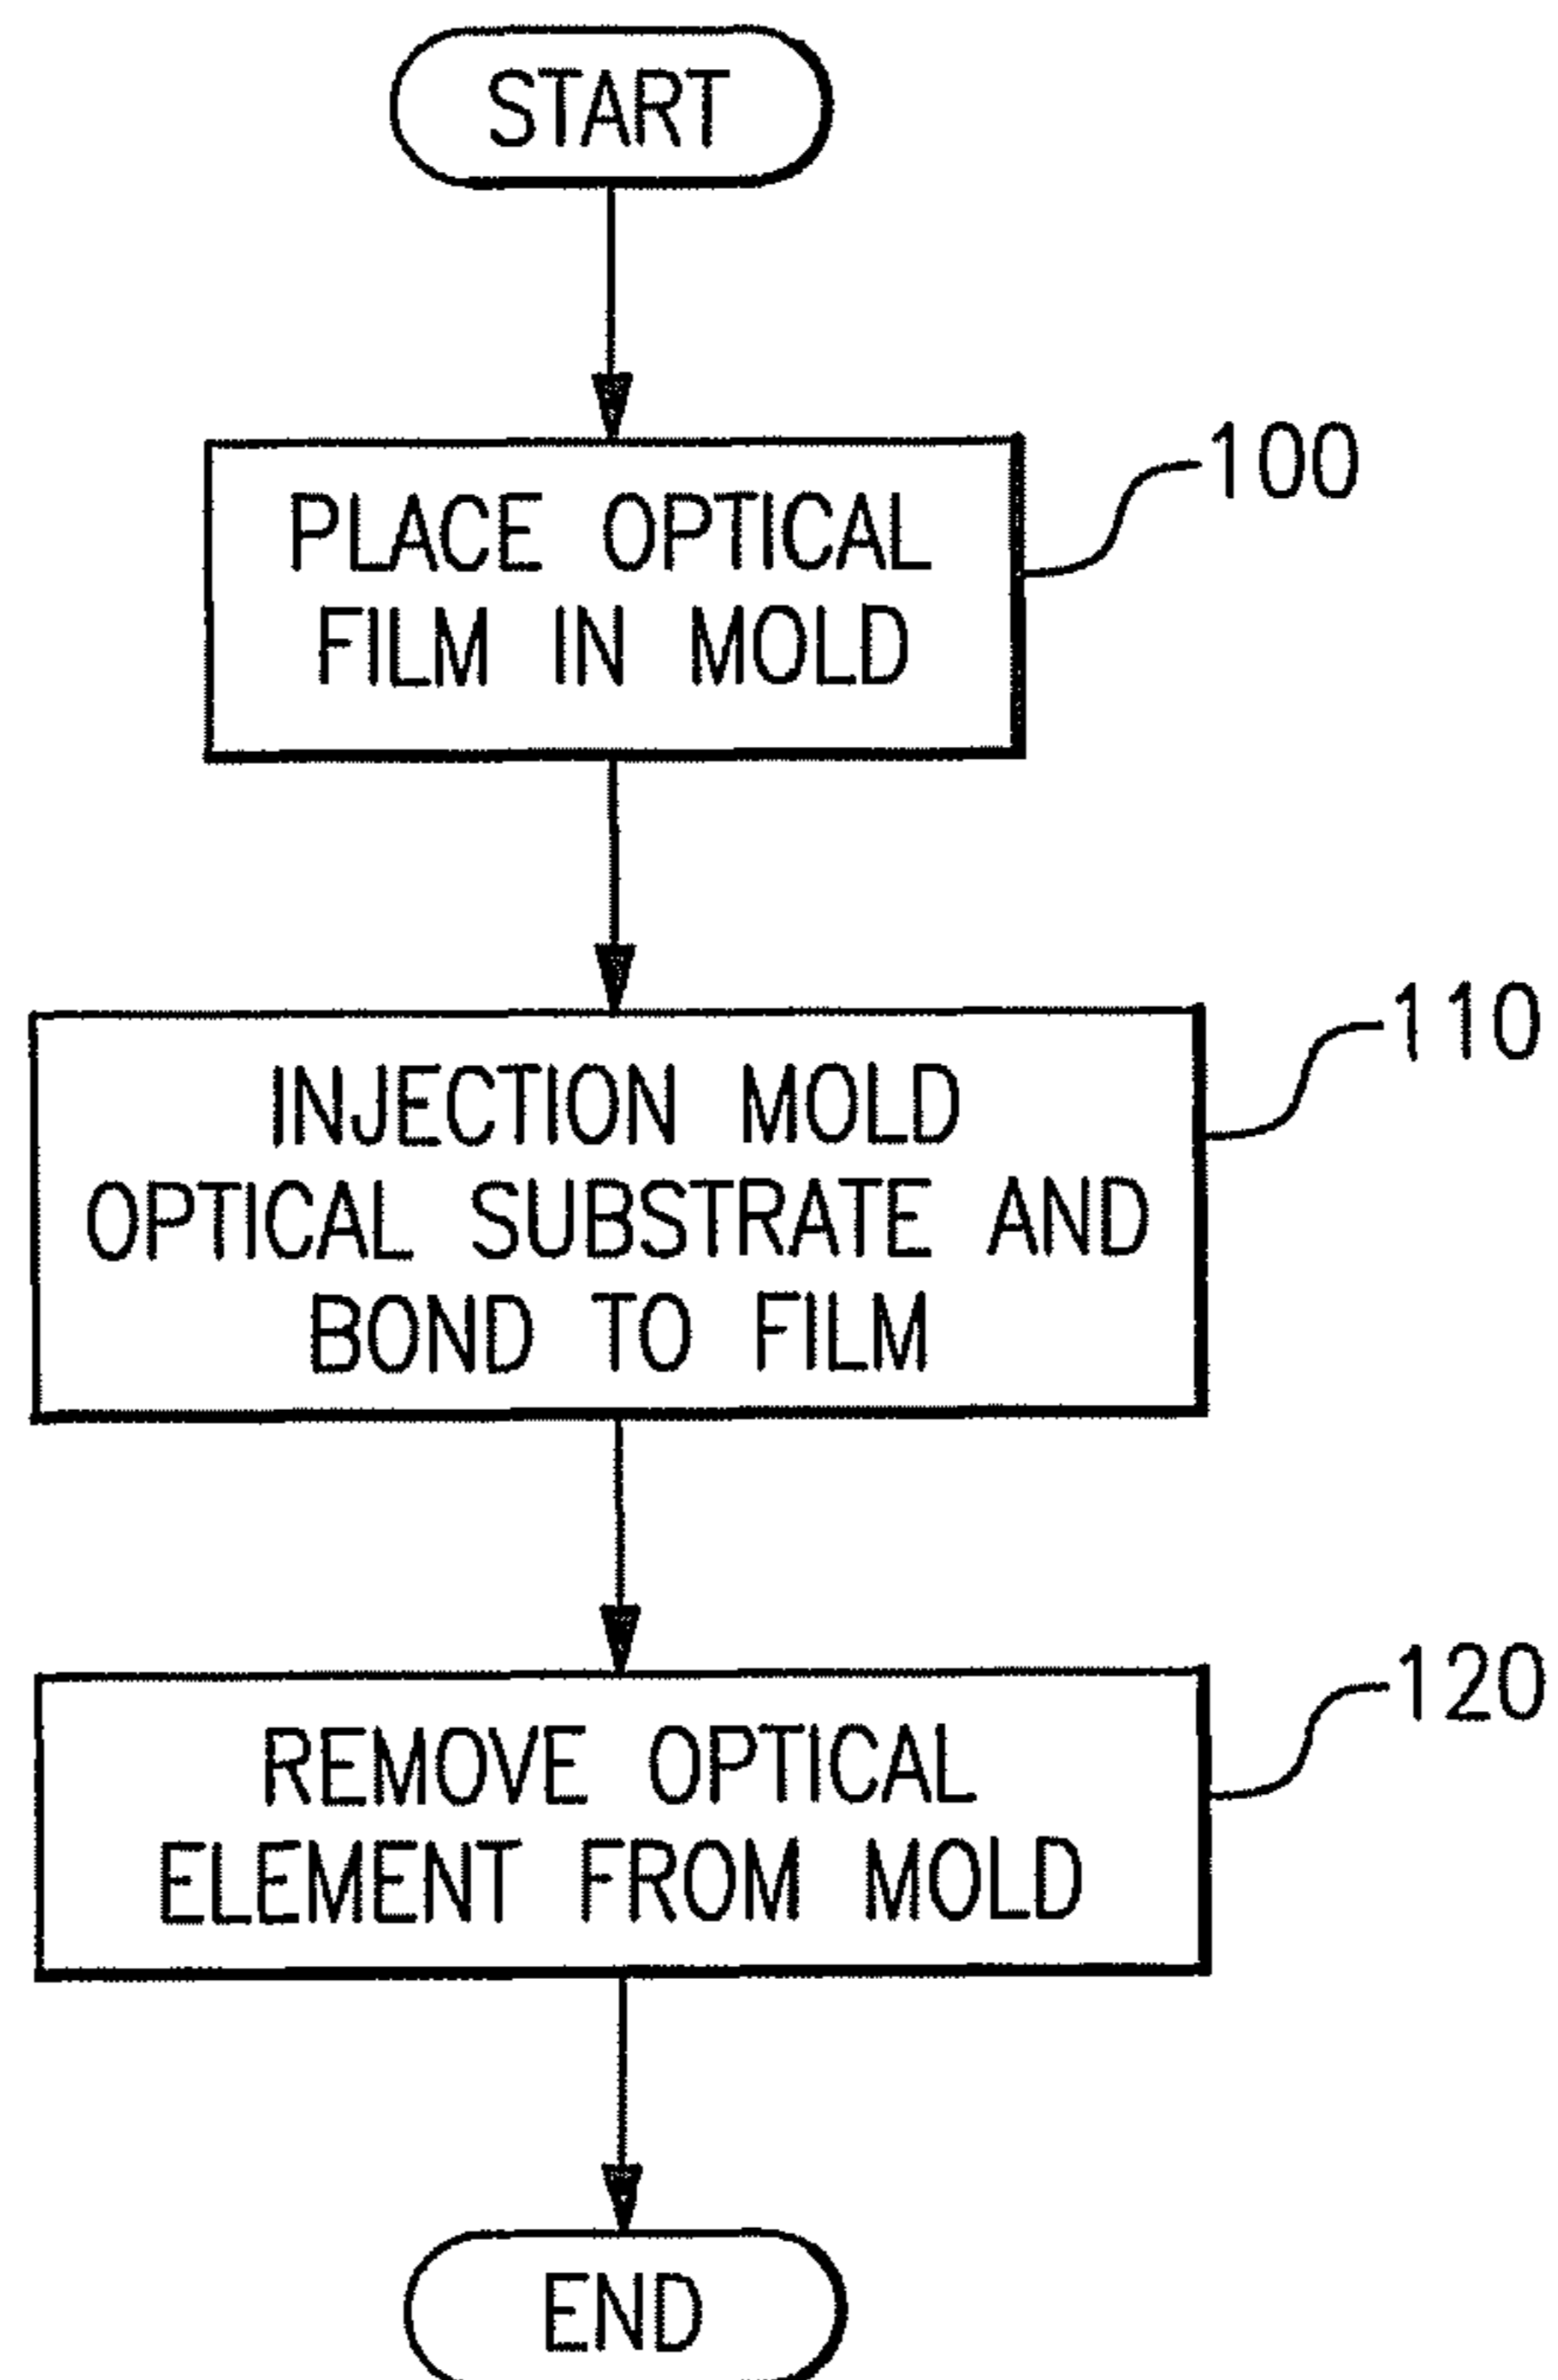 START
100
PLACE OPTICAL
FILM IN MOLD
110
INJECTION MOLD
OPTICAL SUBSTRATE AND
BOND TO FILM
120
REMOVE OPTICAL
ELEMENT FROM MOLD
END